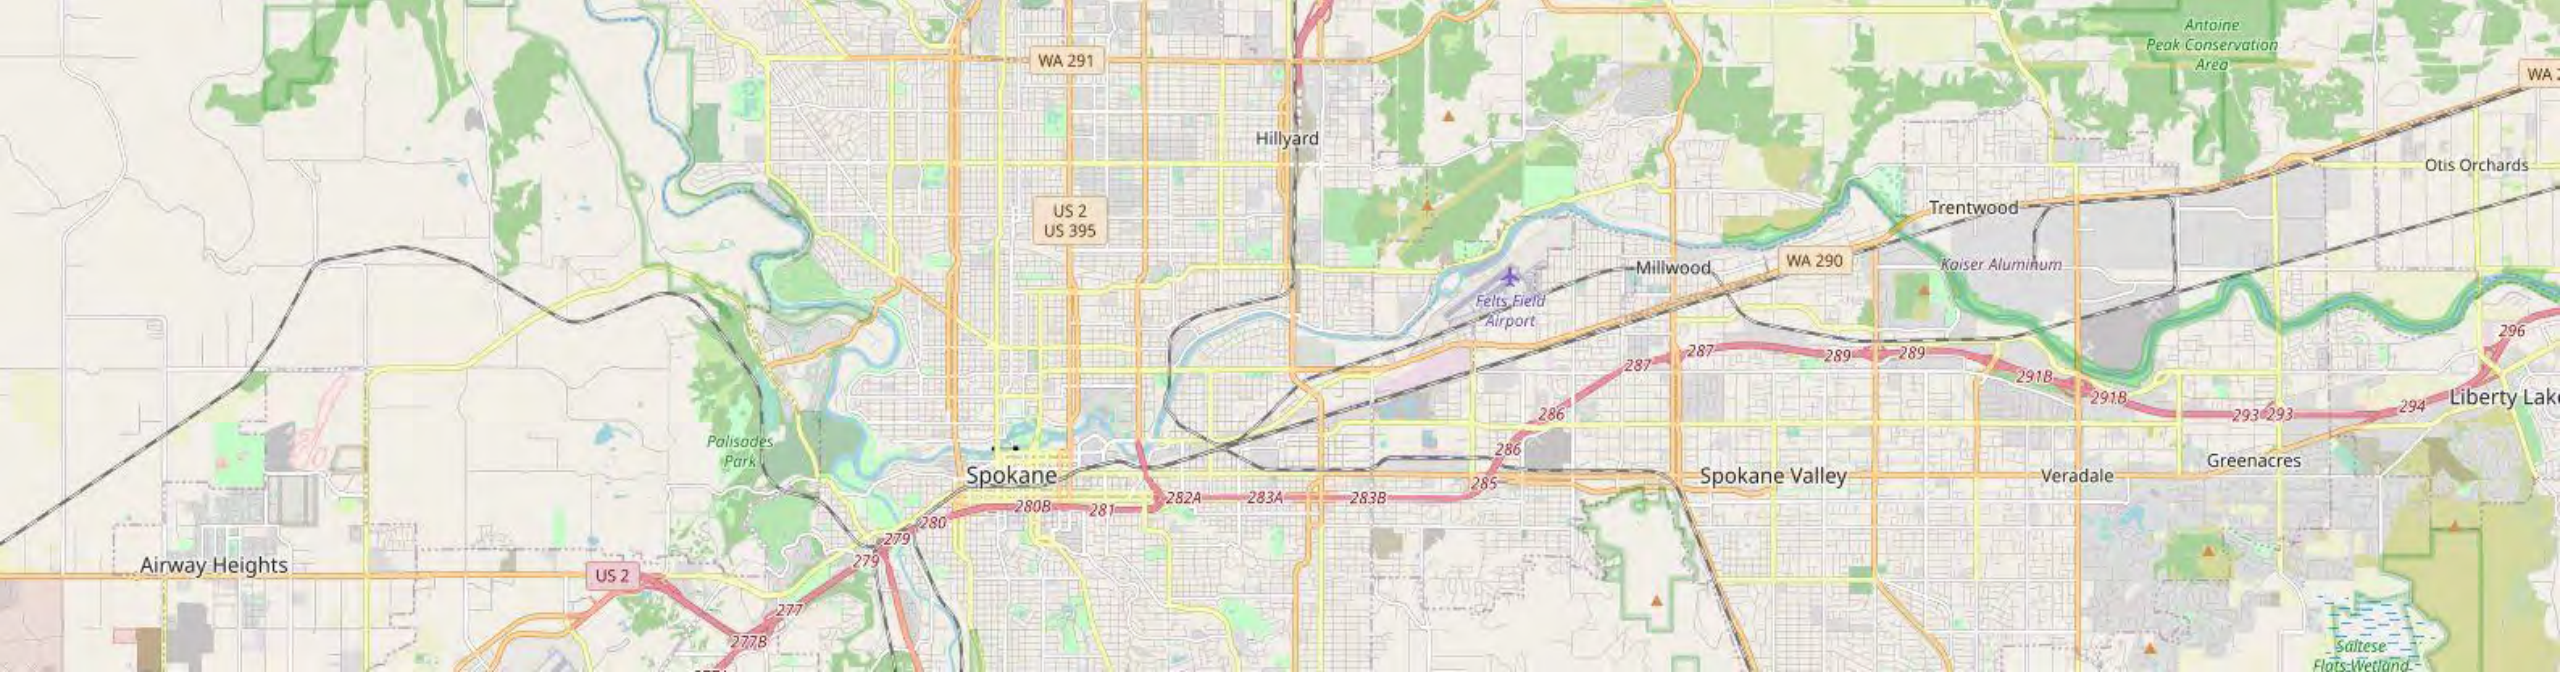 Antoine
Peak Conservation
Area
WA 291
Hillyard
Otis Orchards
US 2
US 395
Trentwood
WA 290
Kaiser Aluminum
Millwood
Felts Field
Airport
296
287
287
289
289
291B
291B
293
293
294
Liberty Lake
286
286
285
Palisades
Park
Spokane
Spokane Valley
Veradale
Greenacres
280
280B
281
282A
283A
283B
279
279
Airway Heights
US 2
277
277B
Saltese
Flats Wetland